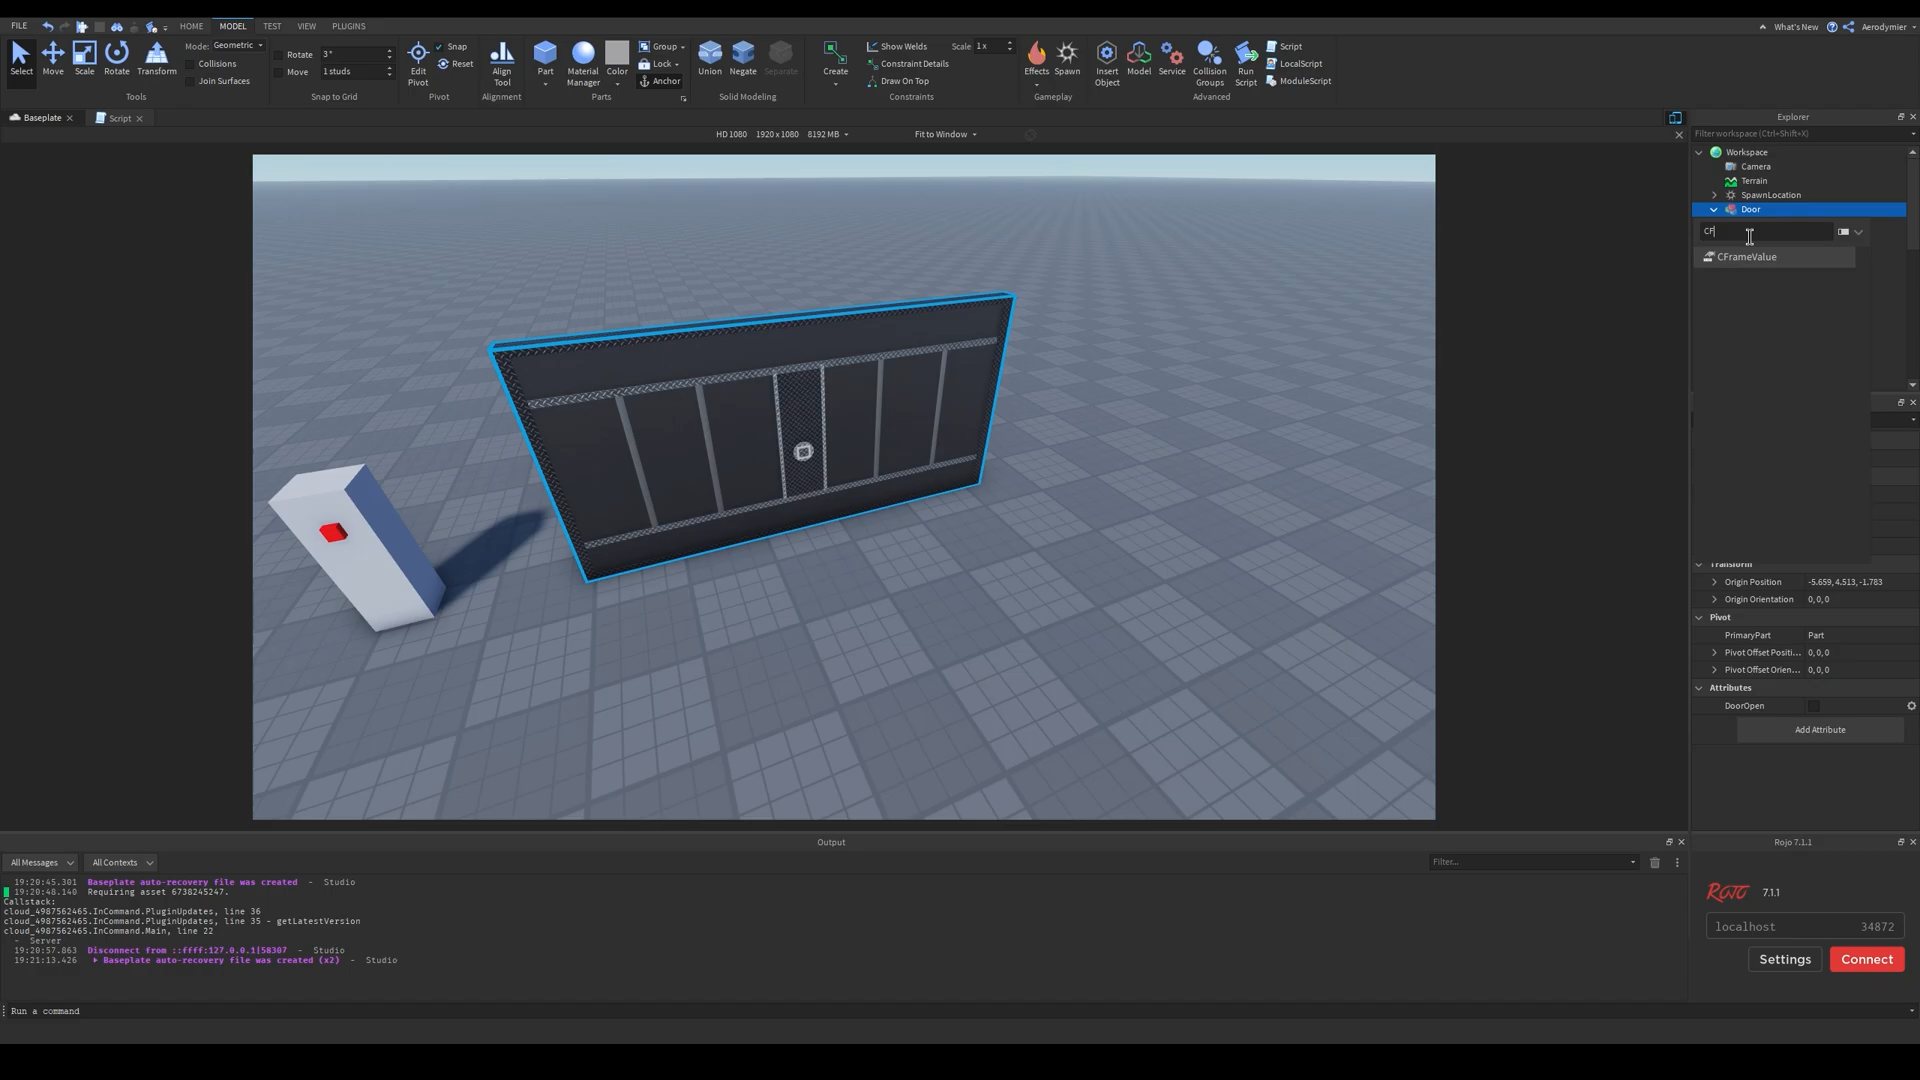 FILE
HOME
MODEL
TEST
VIEW
PLUGINS
What's New
Aerodymier
Select
Move
Scale
Rotate
Transform
Mode: Geometric
Collisions
Join Surfaces
Tools
Rotate 3°
Move 1 studs
Snap to Grid
Edit Pivot
Snap
Reset
Pivot
Align Tool
Alignment
Part
Material Manager
Color
Group
Lock
Anchor
Parts
Union
Negate
Separate
Solid Modeling
Create
Show Welds
Scale 1x
Constraint Details
Draw On Top
Constraints
Effects
Spawn
Gameplay
Insert Object
Model
Service
Collision Groups
Run Script
Script
LocalScript
ModuleScript
Advanced
Baseplate
Script
HD 1080 1920 x 1080 8192 MB
Fit to Window
Explorer
Filter workspace (Ctrl+Shift+X)
Workspace
Camera
Terrain
SpawnLocation
Door
CF
CFrameValue
Transform
Origin Position -5.659, 4.513, -1.783
Origin Orientation 0, 0, 0
Pivot
PrimaryPart Part
Pivot Offset Positi... 0, 0, 0
Pivot Offset Orien... 0, 0, 0
Attributes
DoorOpen
Add Attribute
Output
All Messages
All Contexts
Filter...
19:20:45.301 Baseplate auto-recovery file was created - Studio
19:20:48.140 Requiring asset 6738245247.
Callstack:
cloud_4987562465.InCommand.PluginUpdates, line 36
cloud_4987562465.InCommand.PluginUpdates, line 35 - getLatestVersion
cloud_4987562465.InCommand.Main, line 22
- Server
19:20:57.863 Disconnect from ::ffff:127.0.0.1|58307 - Studio
19:21:13.426 Baseplate auto-recovery file was created (x2) - Studio
Run a command
Rojo 7.1.1
Rojo 7.1.1
localhost 34872
Settings
Connect